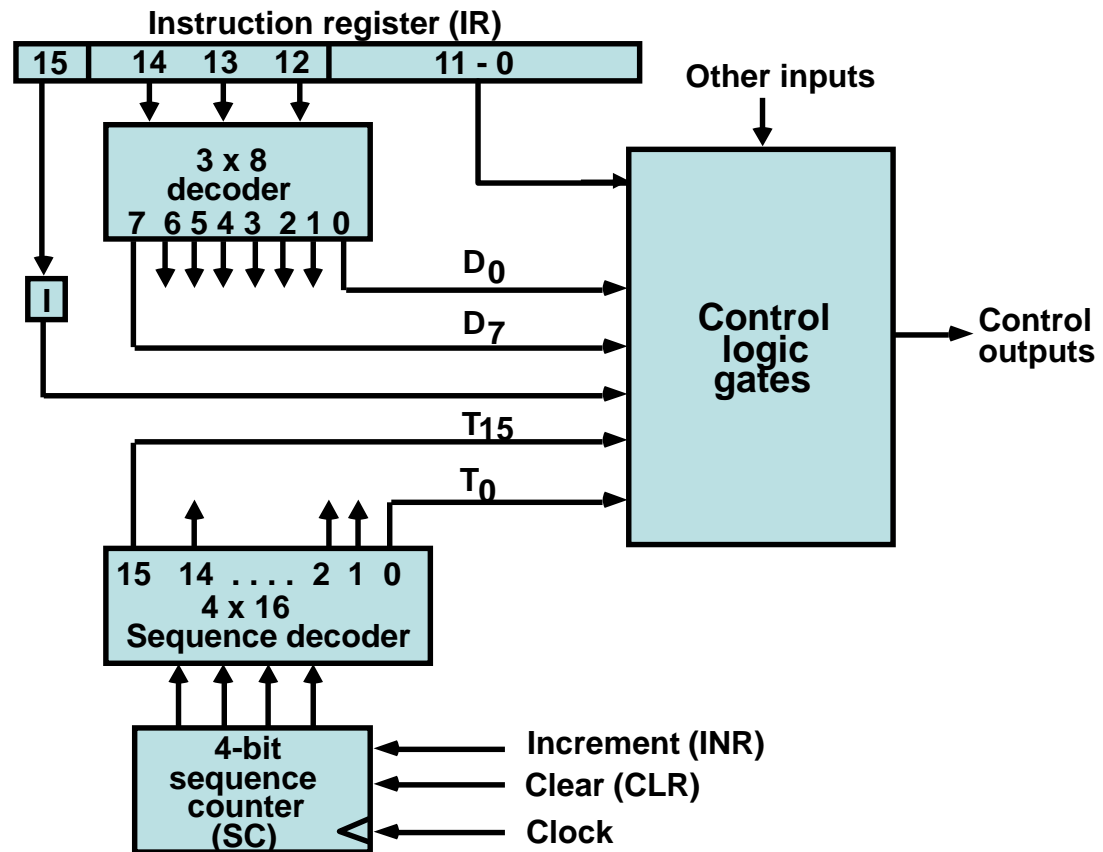 Instruction register (IR)
15 14 13 12 11 - 0
Other inputs
3 x 8
decoder
7 6 5 4 3 2 1 0
D0
I
D7
Control
logic
gates
Control
outputs
T15
T0
15 14 . . . . 2 1 0
4 x 16
Sequence decoder
4-bit
sequence
counter
(SC)
Increment (INR)
Clear (CLR)
Clock